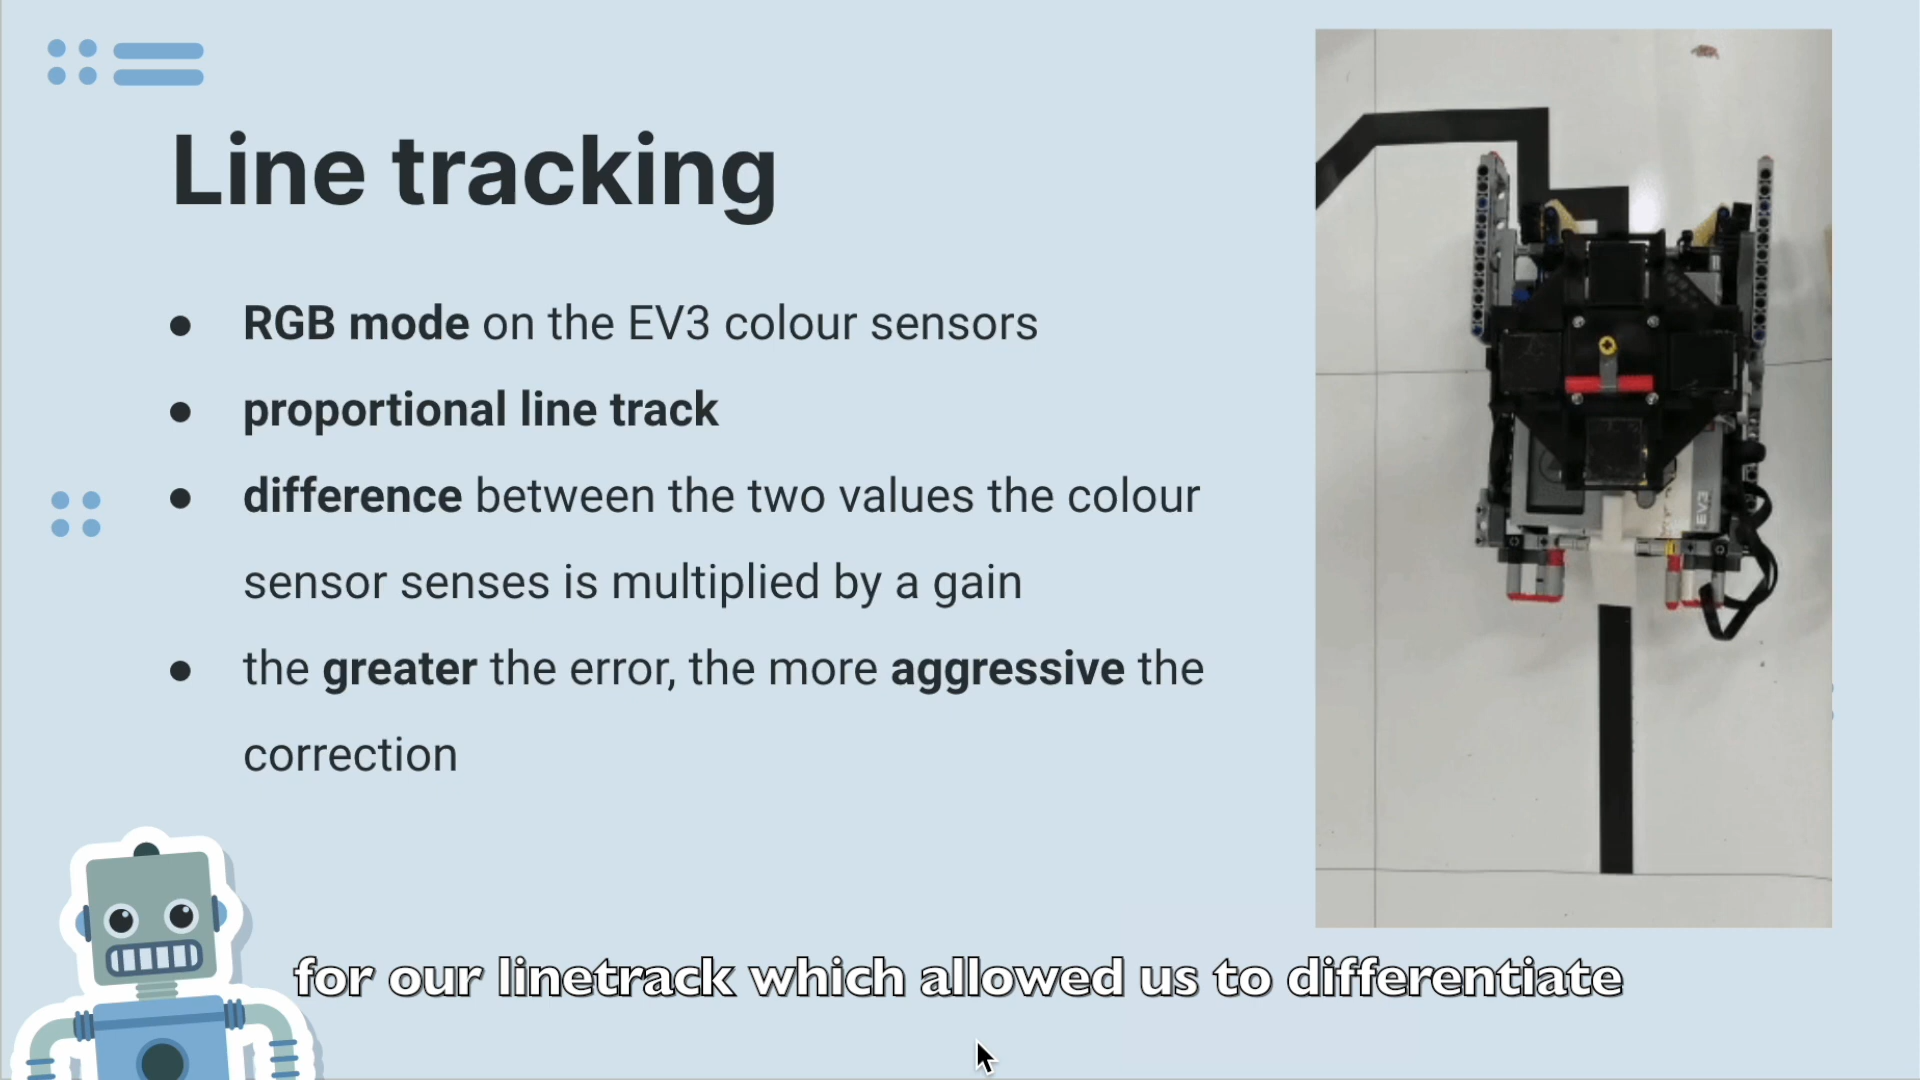 Line tracking
● RGB mode on the EV3 colour sensors
● proportional line track
● difference between the two values the colour
sensor senses is multiplied by a gain
● the greater the error, the more aggressive the
correction
EV3
for our linetrack which allowed us to differentiate